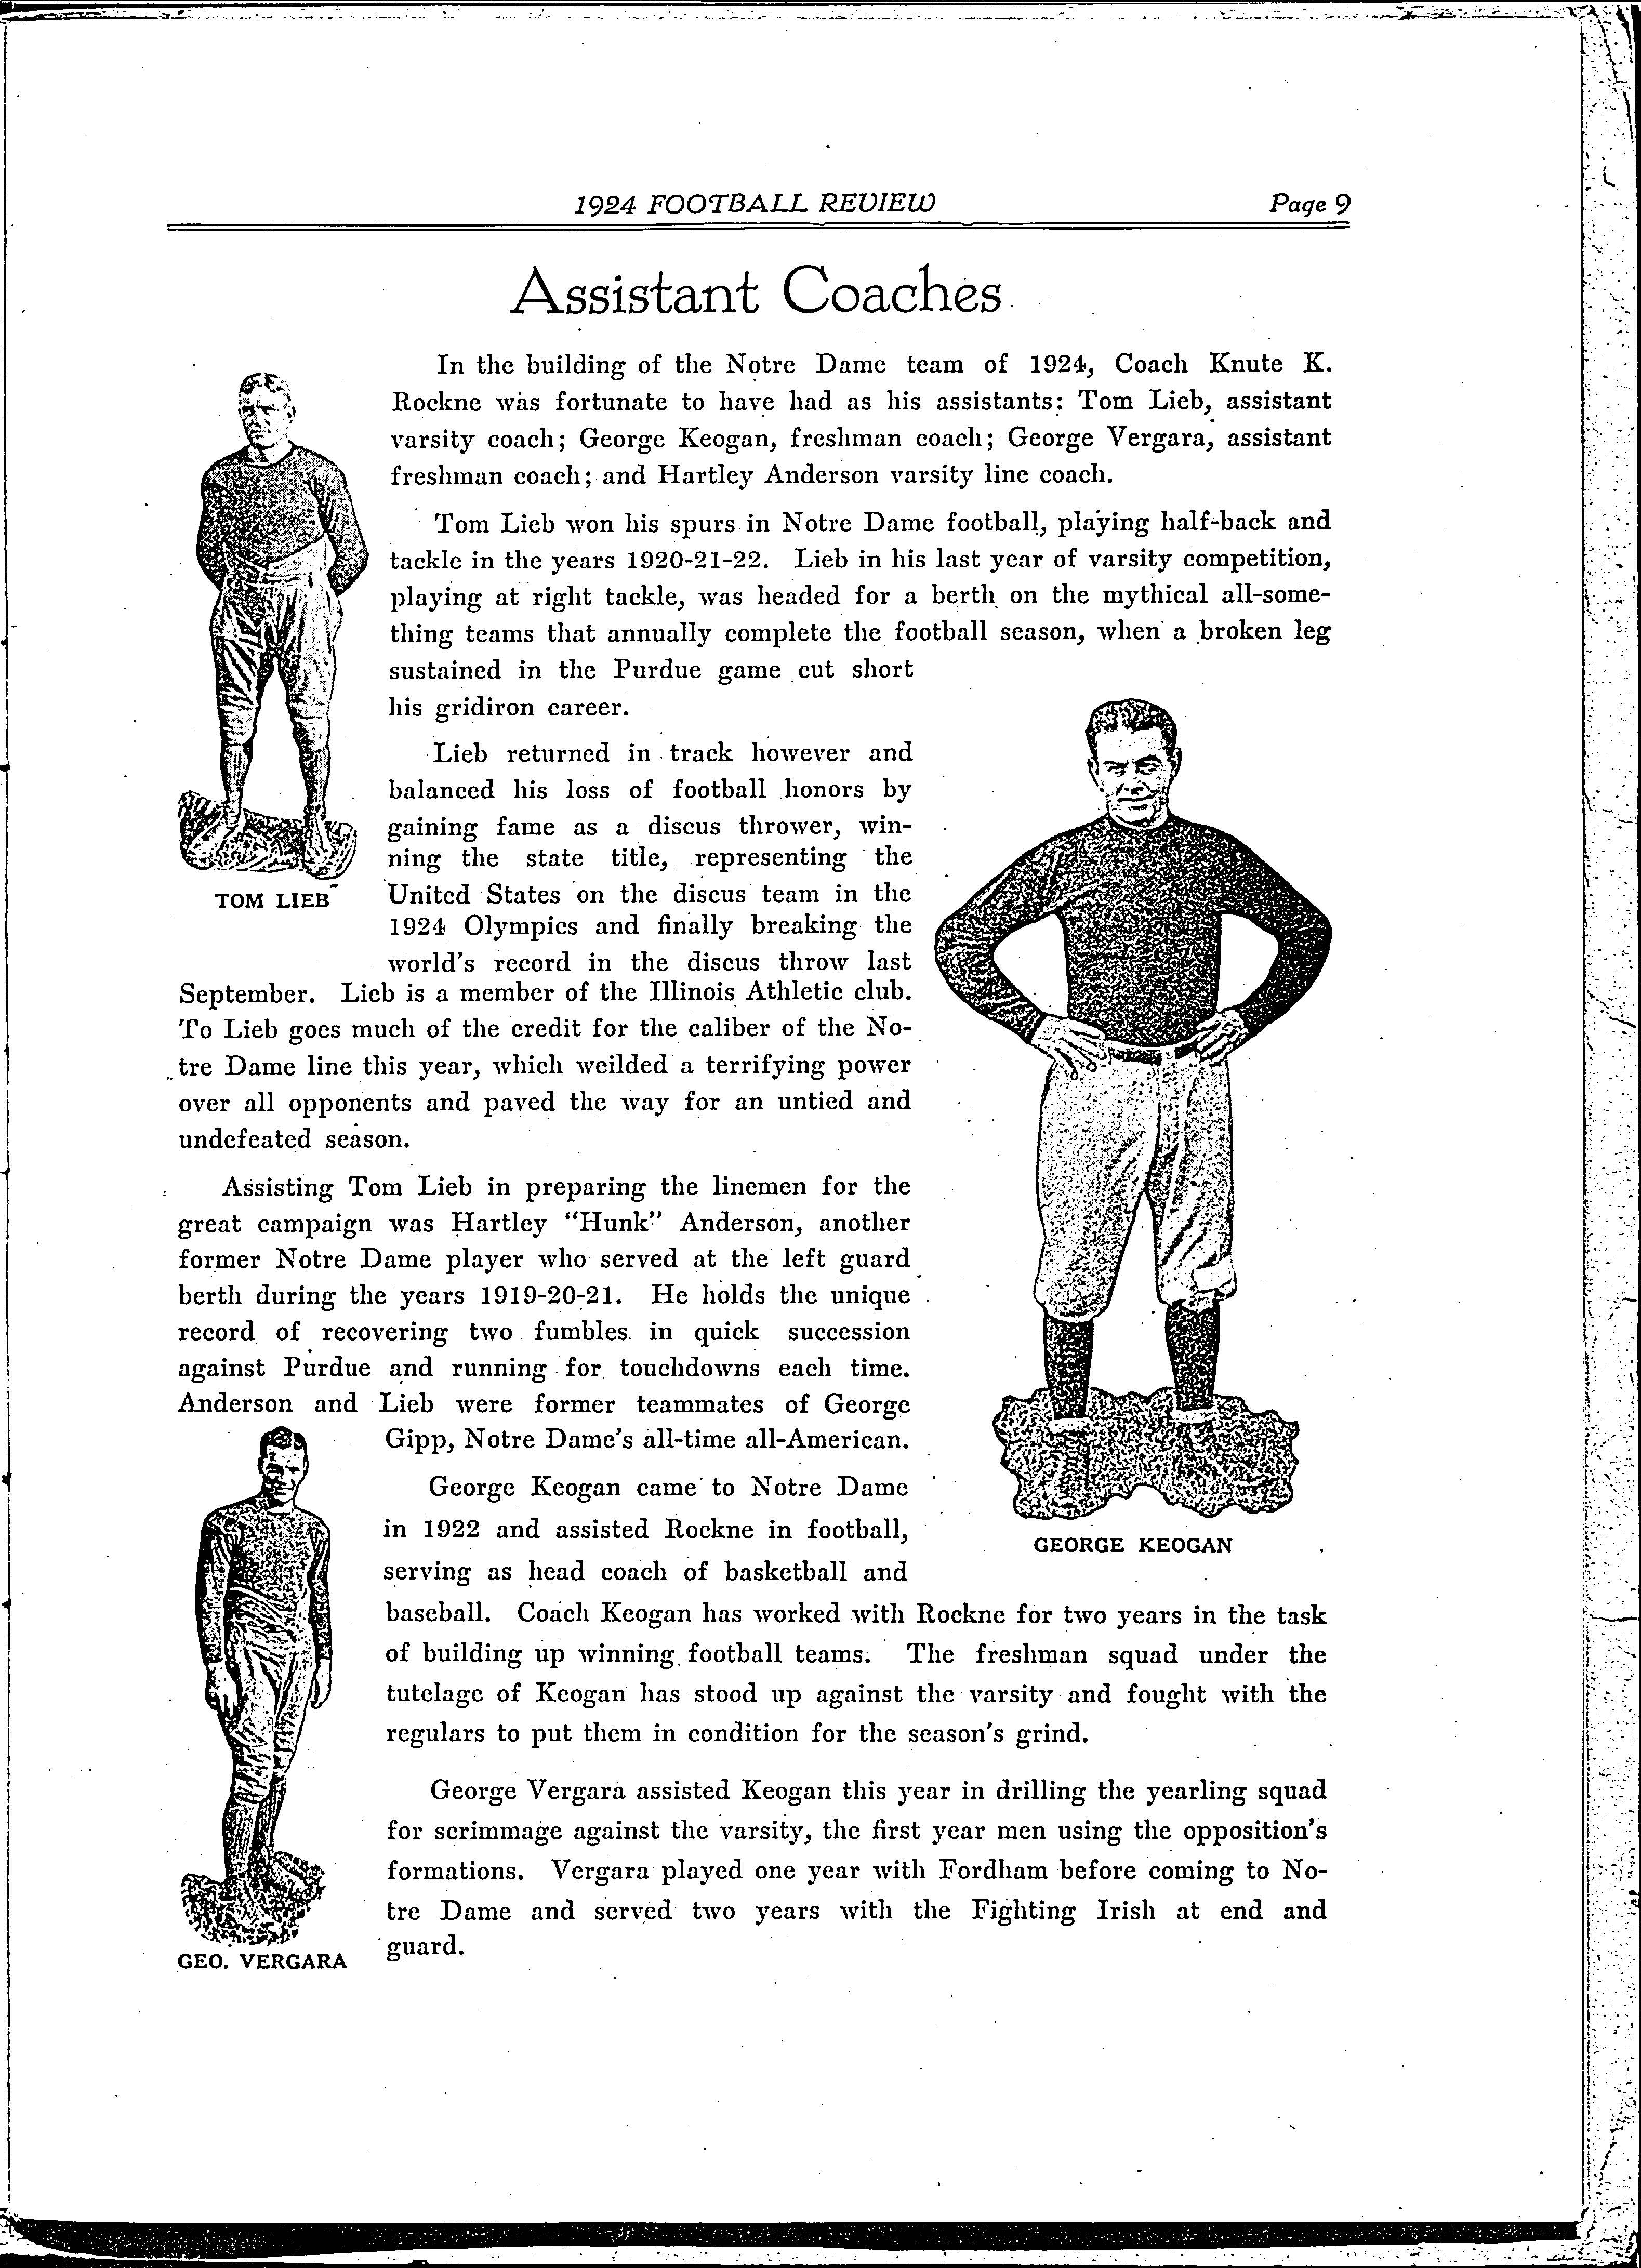 1924 FOOTBALL REVIEW Page 9
Assistant Coaches
In the building of the Notre Dame team of 1924, Coach Knute K.
Rockne was fortunate to have had as his assistants: Tom Lieb, assistant
varsity coach; George Keogan, freshman coach; George Vergara, assistant
freshman coach; and Hartley Anderson varsity line coach.
Tom Lieb won his spurs in Notre Dame football, playing half-back and
tackle in the years 1920-21-22. Lieb in his last year of varsity competition,
playing at right tackle, was headed for a berth on the mythical all-some-
thing teams that annually complete the football season, when a broken leg
sustained in the Purdue game cut short
his gridiron career.
Lieb returned in track however and
balanced his loss of football honors by
gaining fame as a discus thrower, win-
ning the state title, representing the
United States on the discus team in the
1924 Olympics and finally breaking the
world's record in the discus throw last
September. Lieb is a member of the Illinois Athletic club.
To Lieb goes much of the credit for the caliber of the No-
tre Dame line this year, which weilded a terrifying power
over all opponents and paved the way for an untied and
undefeated season.
TOM LIEB
Assisting Tom Lieb in preparing the linemen for the
great campaign was Hartley "Hunk" Anderson, another
former Notre Dame player who served at the left guard
berth during the years 1919-20-21. He holds the unique
record of recovering two fumbles in quick succession
against Purdue and running for touchdowns each time.
Anderson and Lieb were former teammates of George
Gipp, Notre Dame's all-time all-American.
GEORGE KEOGAN
George Keogan came to Notre Dame
in 1922 and assisted Rockne in football,
serving as head coach of basketball and
baseball. Coach Keogan has worked with Rockne for two years in the task
of building up winning football teams. The freshman squad under the
tutelage of Keogan has stood up against the varsity and fought with the
regulars to put them in condition for the season's grind.
George Vergara assisted Keogan this year in drilling the yearling squad
for scrimmage against the varsity, the first year men using the opposition's
formations. Vergara played one year with Fordham before coming to No-
tre Dame and served two years with the Fighting Irish at end and
guard.
GEO. VERGARA